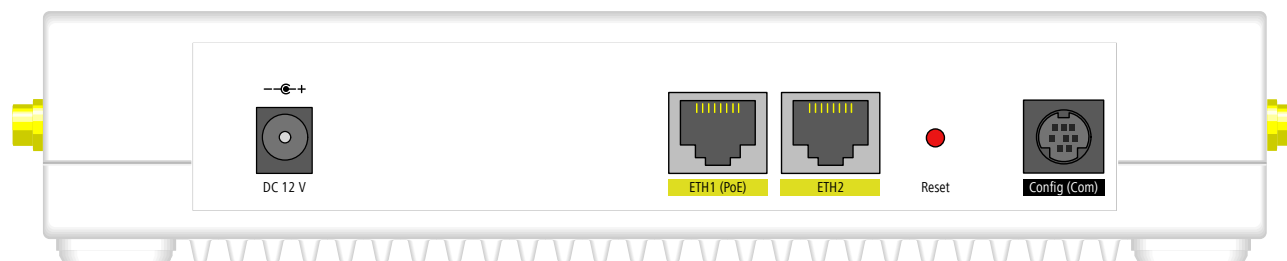 DC 12 V
ETH1 (PoE)
ETH2
Reset
Config (Com)